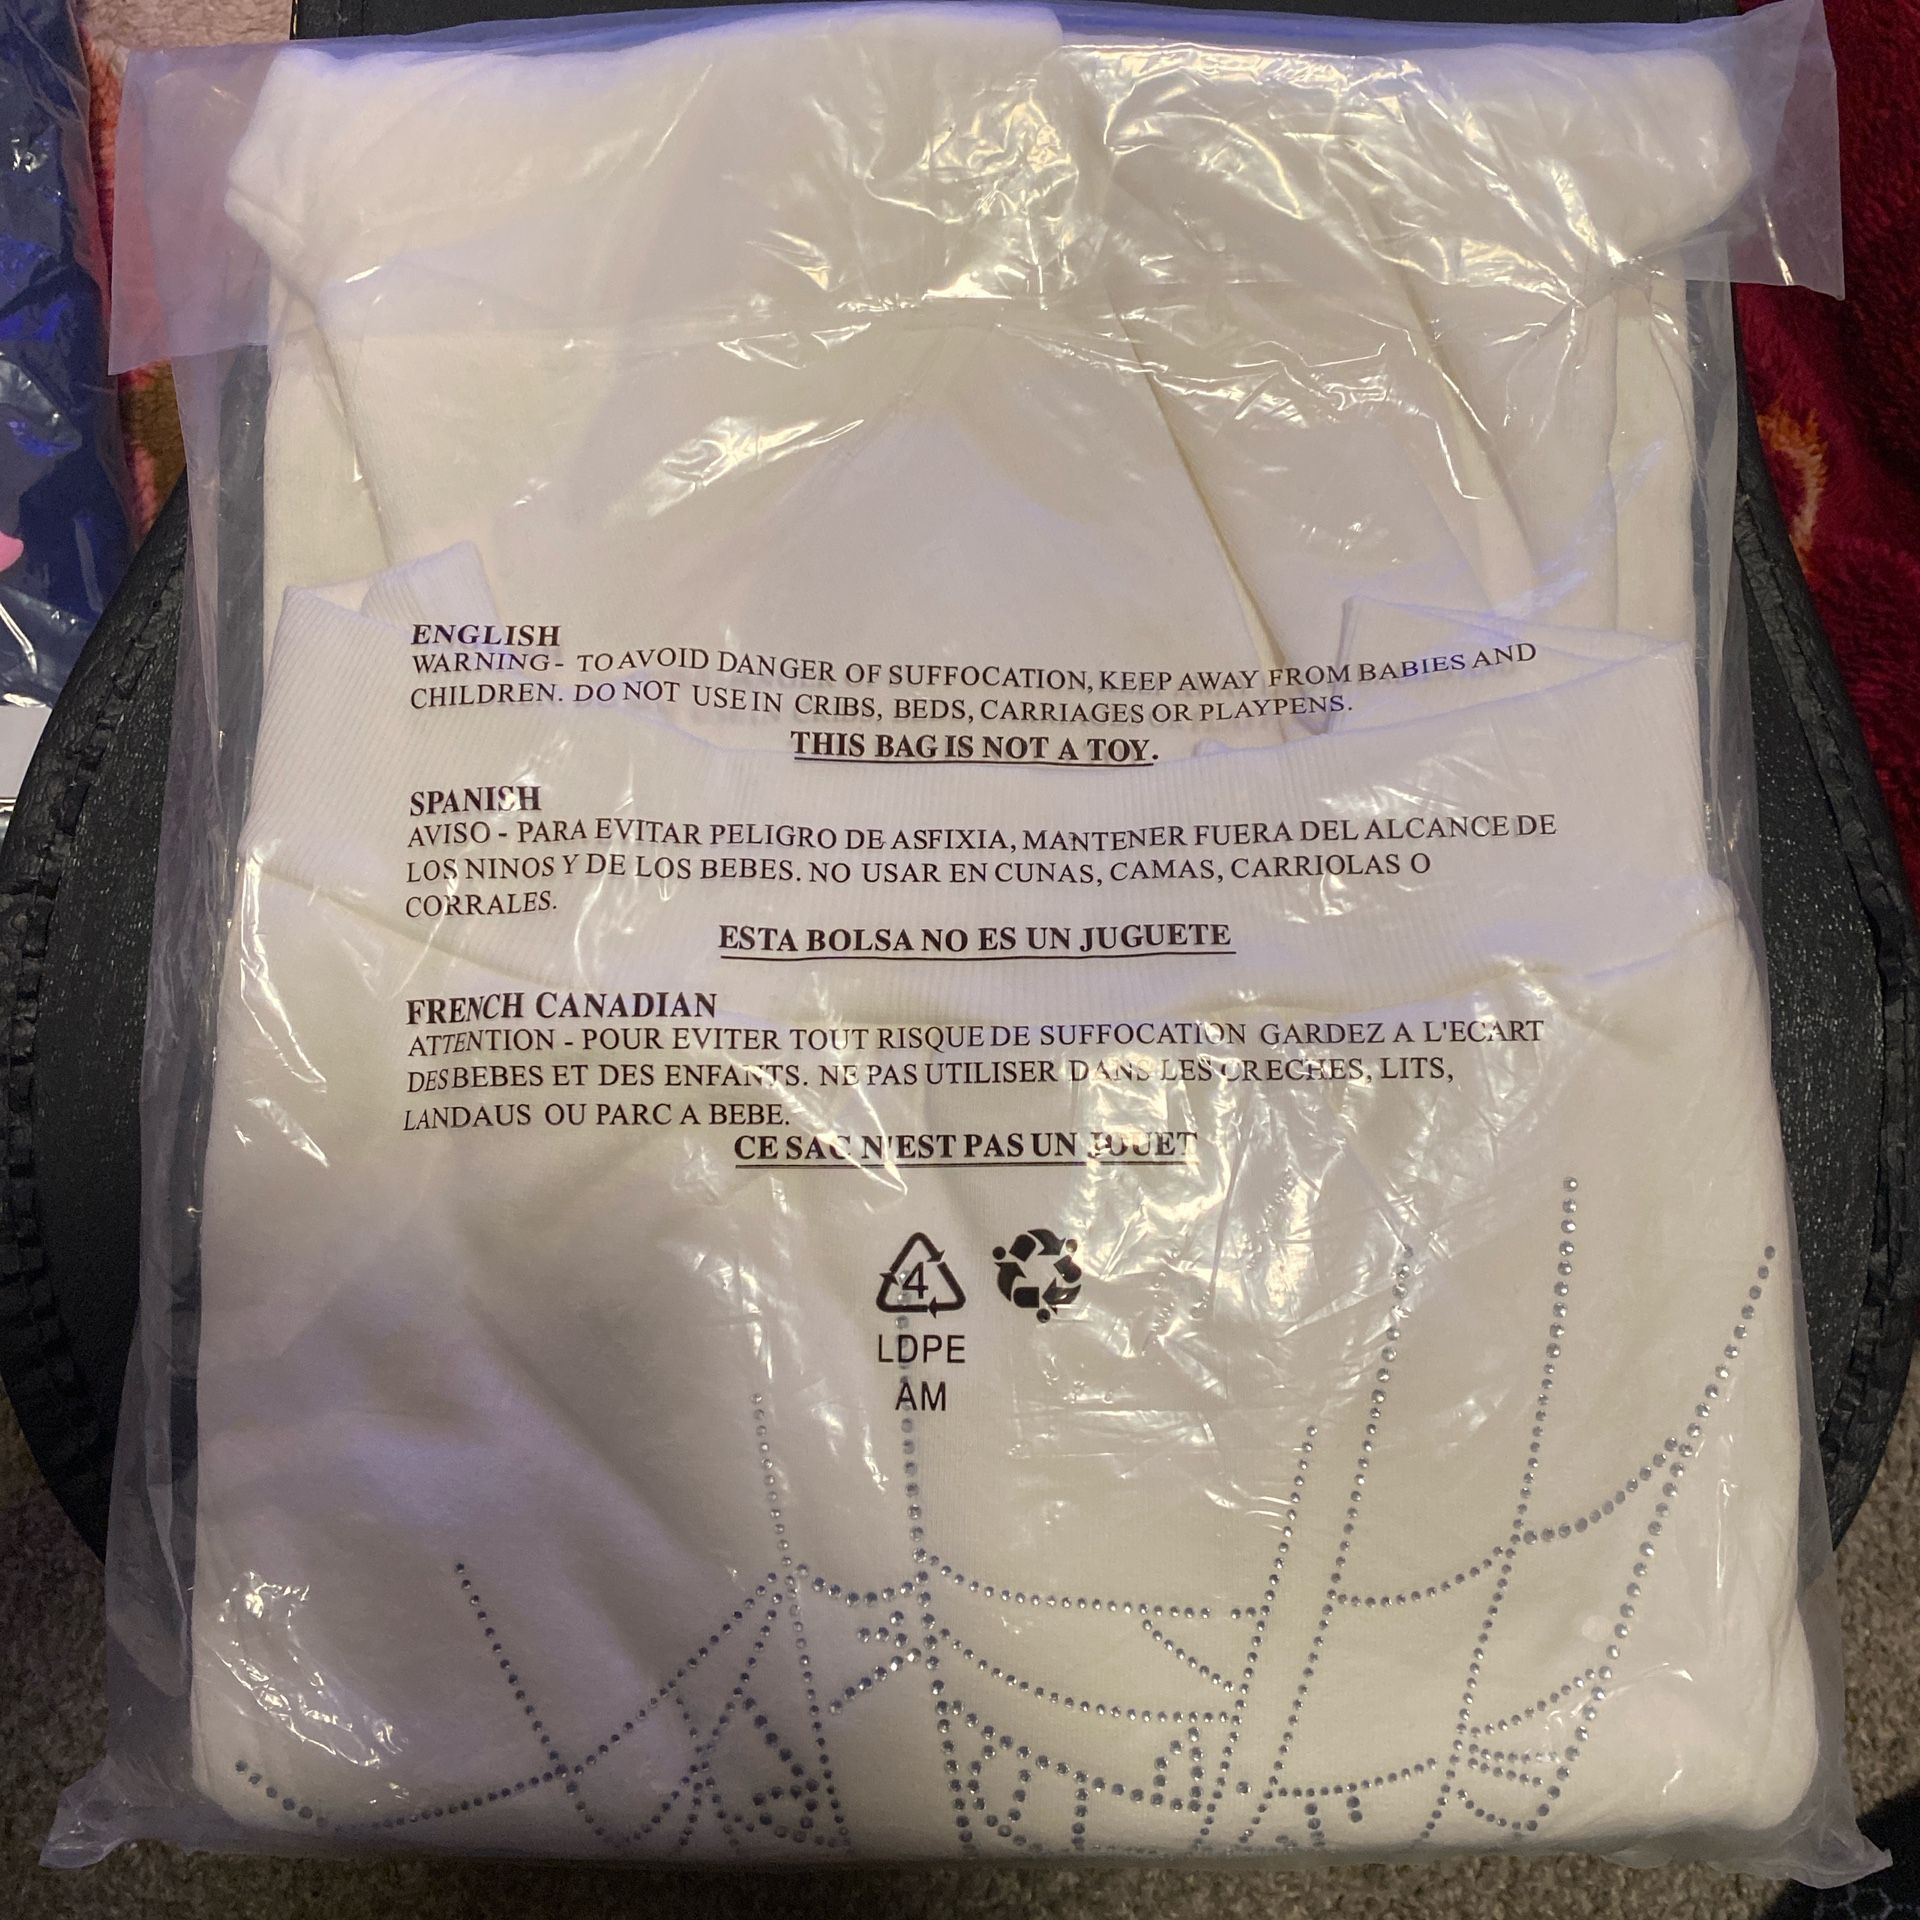 ENGLISH
WARNING- TO AVOID DANGER OF SUFFOCATION, KEEP AWAY FROM BABIES AND
CHILDREN. DO NOT USE IN CRIBS, BEDS, CARRIAGES OR PLAYPENS.
THIS BAG IS NOT A TOY.
SPANISH
AVISO - PARA EVITAR PELIGRO DE ASFIXIA, MANTENER FUERA DEL ALCANCE DE
LOS NINOS Y DE LOS BEBES. NO USAR EN CUNAS, CAMAS, CARRIOLAS O
CORRALES.
ESTA BOLSA NO ES UN JUGUETE
FRENCH CANADIAN
ATTENTION - POUR EVITER TOUT RISQUE DE SUFFOCATION GARDEZ A L'ECART
DES BEBES ET DES ENFANTS. NE PAS UTILISER DANS LES CRECHES, LITS,
LANDAUS OU PARC A BEBE.
CE SAC N'EST PAS UN JOUET
4
LDPE
AM